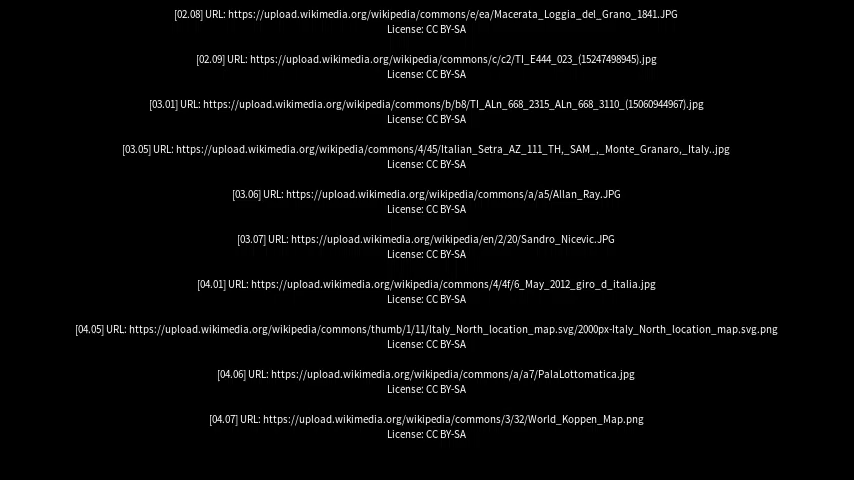 [02.08] URL: https://upload.wikimedia.org/wikipedia/commons/e/ea/Macerata_Loggia_del_Grano_1841.JPG
License: CC BY-SA
[02.09] URL: https://upload.wikimedia.org/wikipedia/commons/c/c2/TI_E444_023_(15247498945).jpg
License: CC BY-SA
[03.01] URL: https://upload.wikimedia.org/wikipedia/commons/b/b8/TI_ALn_668_2315_ALn_668_3110_(15060944967).jpg
License: CC BY-SA
[03.05] URL: https://upload.wikimedia.org/wikipedia/commons/4/45/Italian_Setra_AZ_111_TH,_SAM_,_Monte_Granaro,_Italy..jpg
License: CC BY-SA
[03.06] URL: https://upload.wikimedia.org/wikipedia/commons/a/a5/Allan_Ray.JPG
License: CC BY-SA
[03.07] URL: https://upload.wikimedia.org/wikipedia/en/2/20/Sandro_Nicevic.JPG
License: CC BY-SA
[04.01] URL: https://upload.wikimedia.org/wikipedia/commons/4/4f/6_May_2012_giro_d_italia.jpg
License: CC BY-SA
[04.05] URL: https://upload.wikimedia.org/wikipedia/commons/thumb/1/11/Italy_North_location_map.svg/2000px-Italy_North_location_map.svg.png
License: CC BY-SA
[04.06] URL: https://upload.wikimedia.org/wikipedia/commons/a/a7/PalaLottomatica.jpg
License: CC BY-SA
[04.07] URL: https://upload.wikimedia.org/wikipedia/commons/3/32/World_Koppen_Map.png
License: CC BY-SA